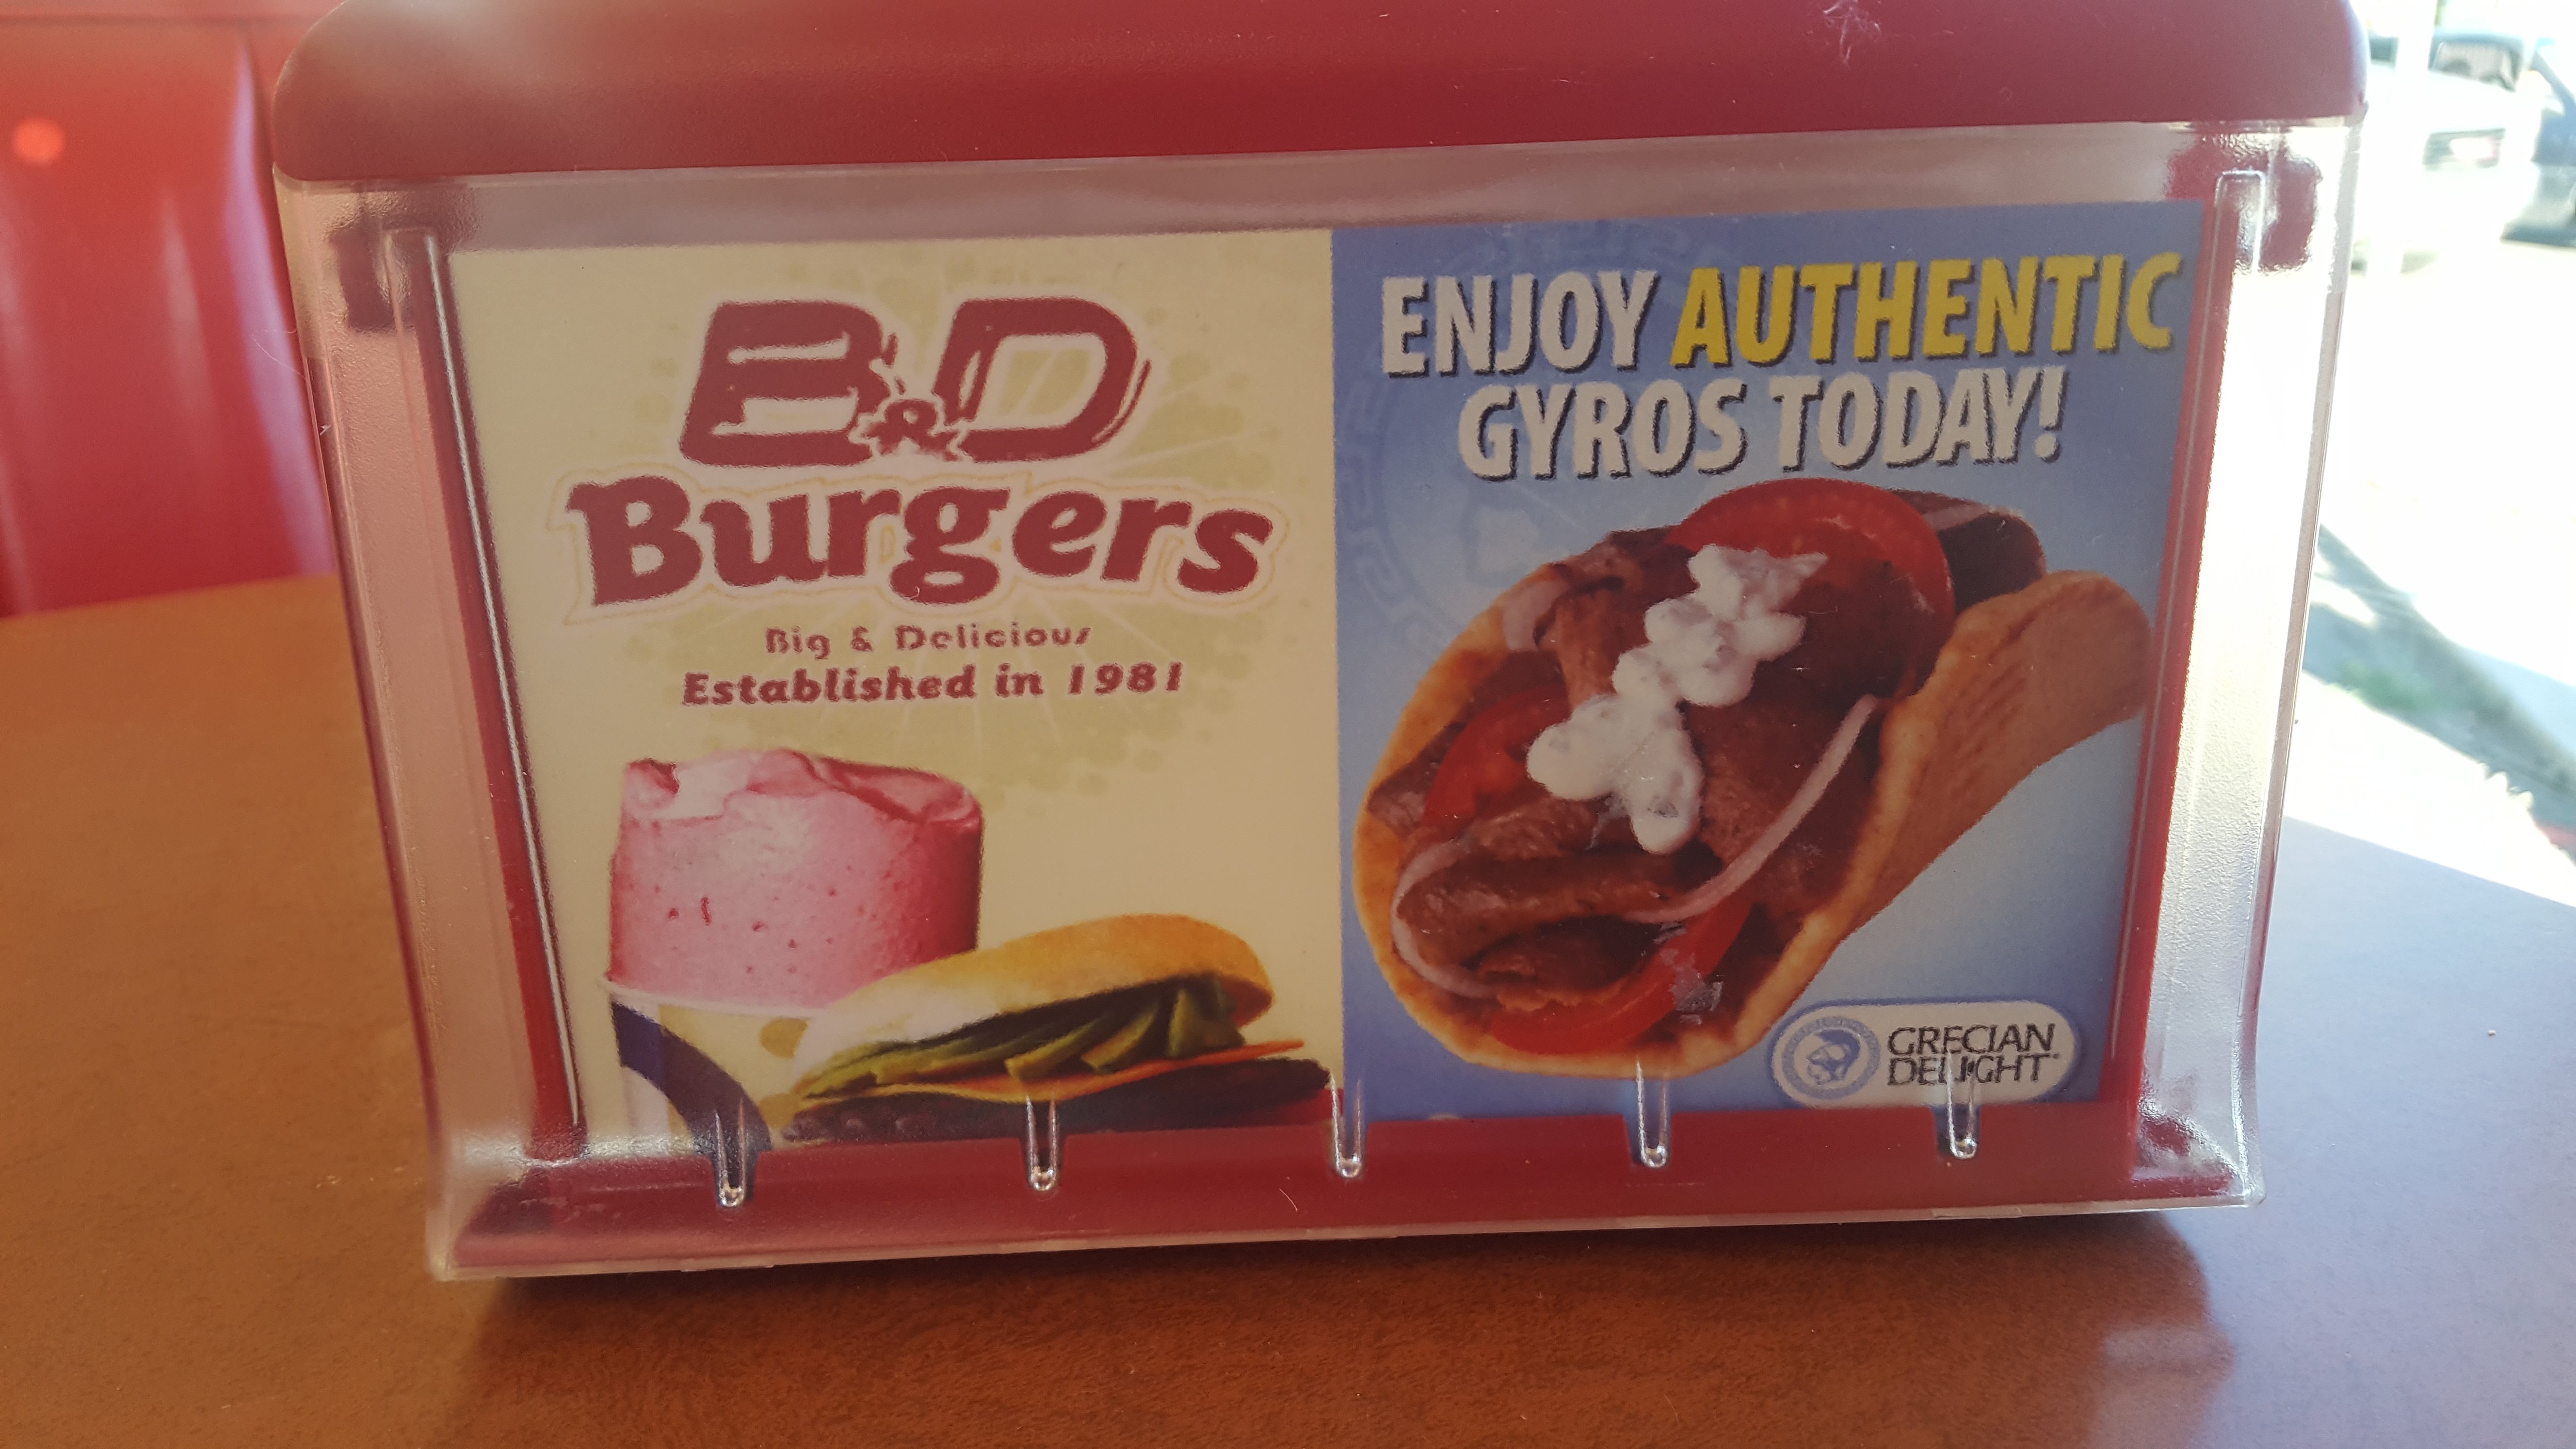 B&D
Burgers
Big & Delicious
Established in 1981
ENJOY AUTHENTIC
GYROS TODAY!
GRECIAN
DELIGHT